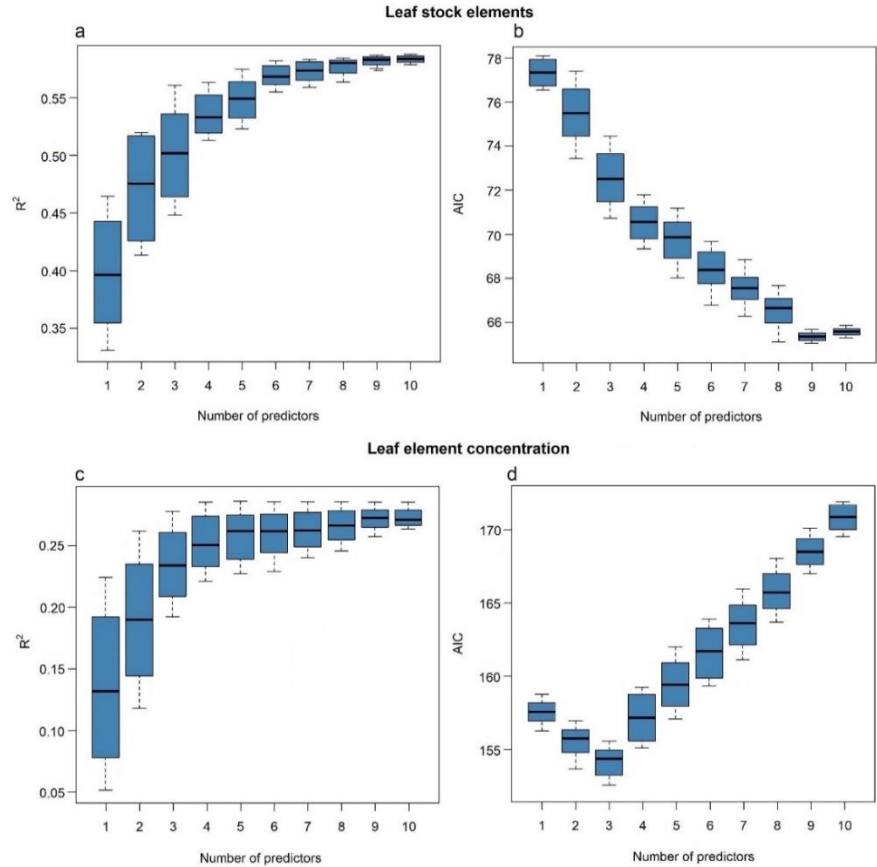 Leaf stock elements
a
b
0.55
0.50
0.45
0.40
0.35
R²
1 2 3 4 5 6 7 8 9 10
Number of predictors
78
76
74
72
70
68
66
AIC
1 2 3 4 5 6 7 8 9 10
Number of predictors
Leaf element concentration
c
d
0.25
0.20
0.15
0.10
0.05
R²
1 2 3 4 5 6 7 8 9 10
Number of predictors
170
165
160
155
AIC
1 2 3 4 5 6 7 8 9 10
Number of predictors